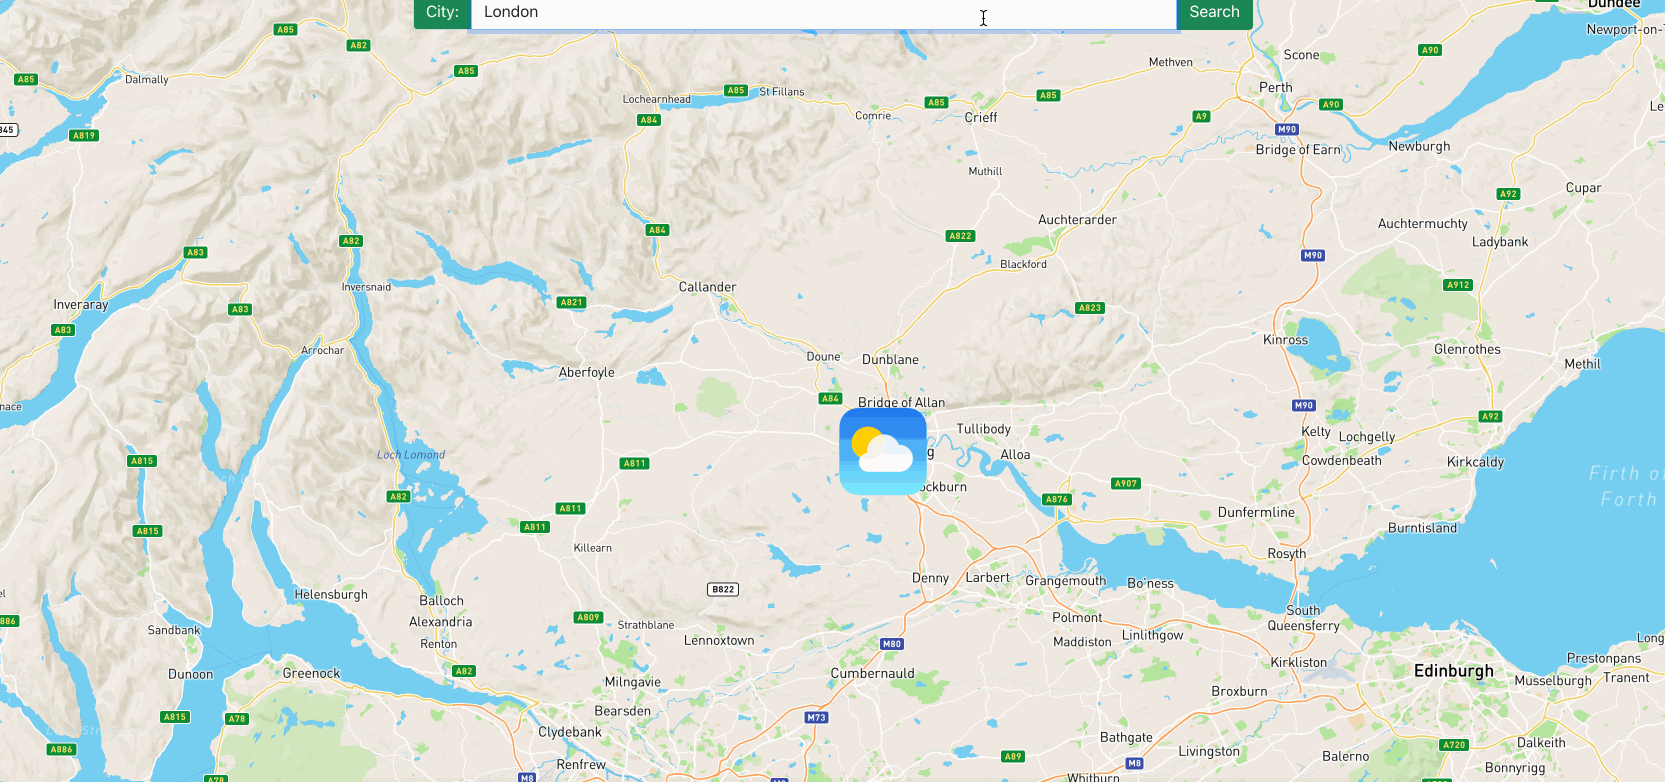 City:
London
Search
Dundee
A85
A82
A85
A90
Newport-on-
Scone
Methven
A85
Dalmally
Lochearnhead
A85
St Fillans
A85
A85
Perth
A90
Comrie
Crieff
A9
A84
A819
M90
Bridge of Earn
Newburgh
Muthill
A92
Cupar
Auchterarder
Auchtermuchty
A84
A822
Ladybank
A82
A83
M90
Blackford
Inversnaid
Callander
A912
Inveraray
A83
A821
A823
A83
Kinross
Arrochar
Glenrothes
Doune
Dunblane
Methil
Aberfoyle
A84
Bridge of Allan
M90
A92
Tullibody
Kelty
Lochgelly
Loch Lomond
Alloa
A815
A811
Cowdenbeath
Kirkcaldy
Firth of
Forth
A82
ckburn
A907
A876
A811
Dunfermline
A811
Burntisland
A815
Killearn
Rosyth
Denny
Larbert
Grangemouth
Bo'ness
B822
Helensburgh
Balloch
South
Queensferry
Alexandria
A809
Strathblane
Polmont
Sandbank
Renton
Lennoxtown
M80
Maddiston
Linlithgow
Kirkliston
Edinburgh
Prestonpans
Dunoon
Greenock
A82
Cumbernauld
Tranent
Milngavie
Musselburgh
Broxburn
Bearsden
A815
A78
M73
Clydebank
Bathgate
A886
Livingston
A720
Dalkeith
A89
Balerno
Renfrew
M8
Bonnyrigg
A78
M8
Whitburn